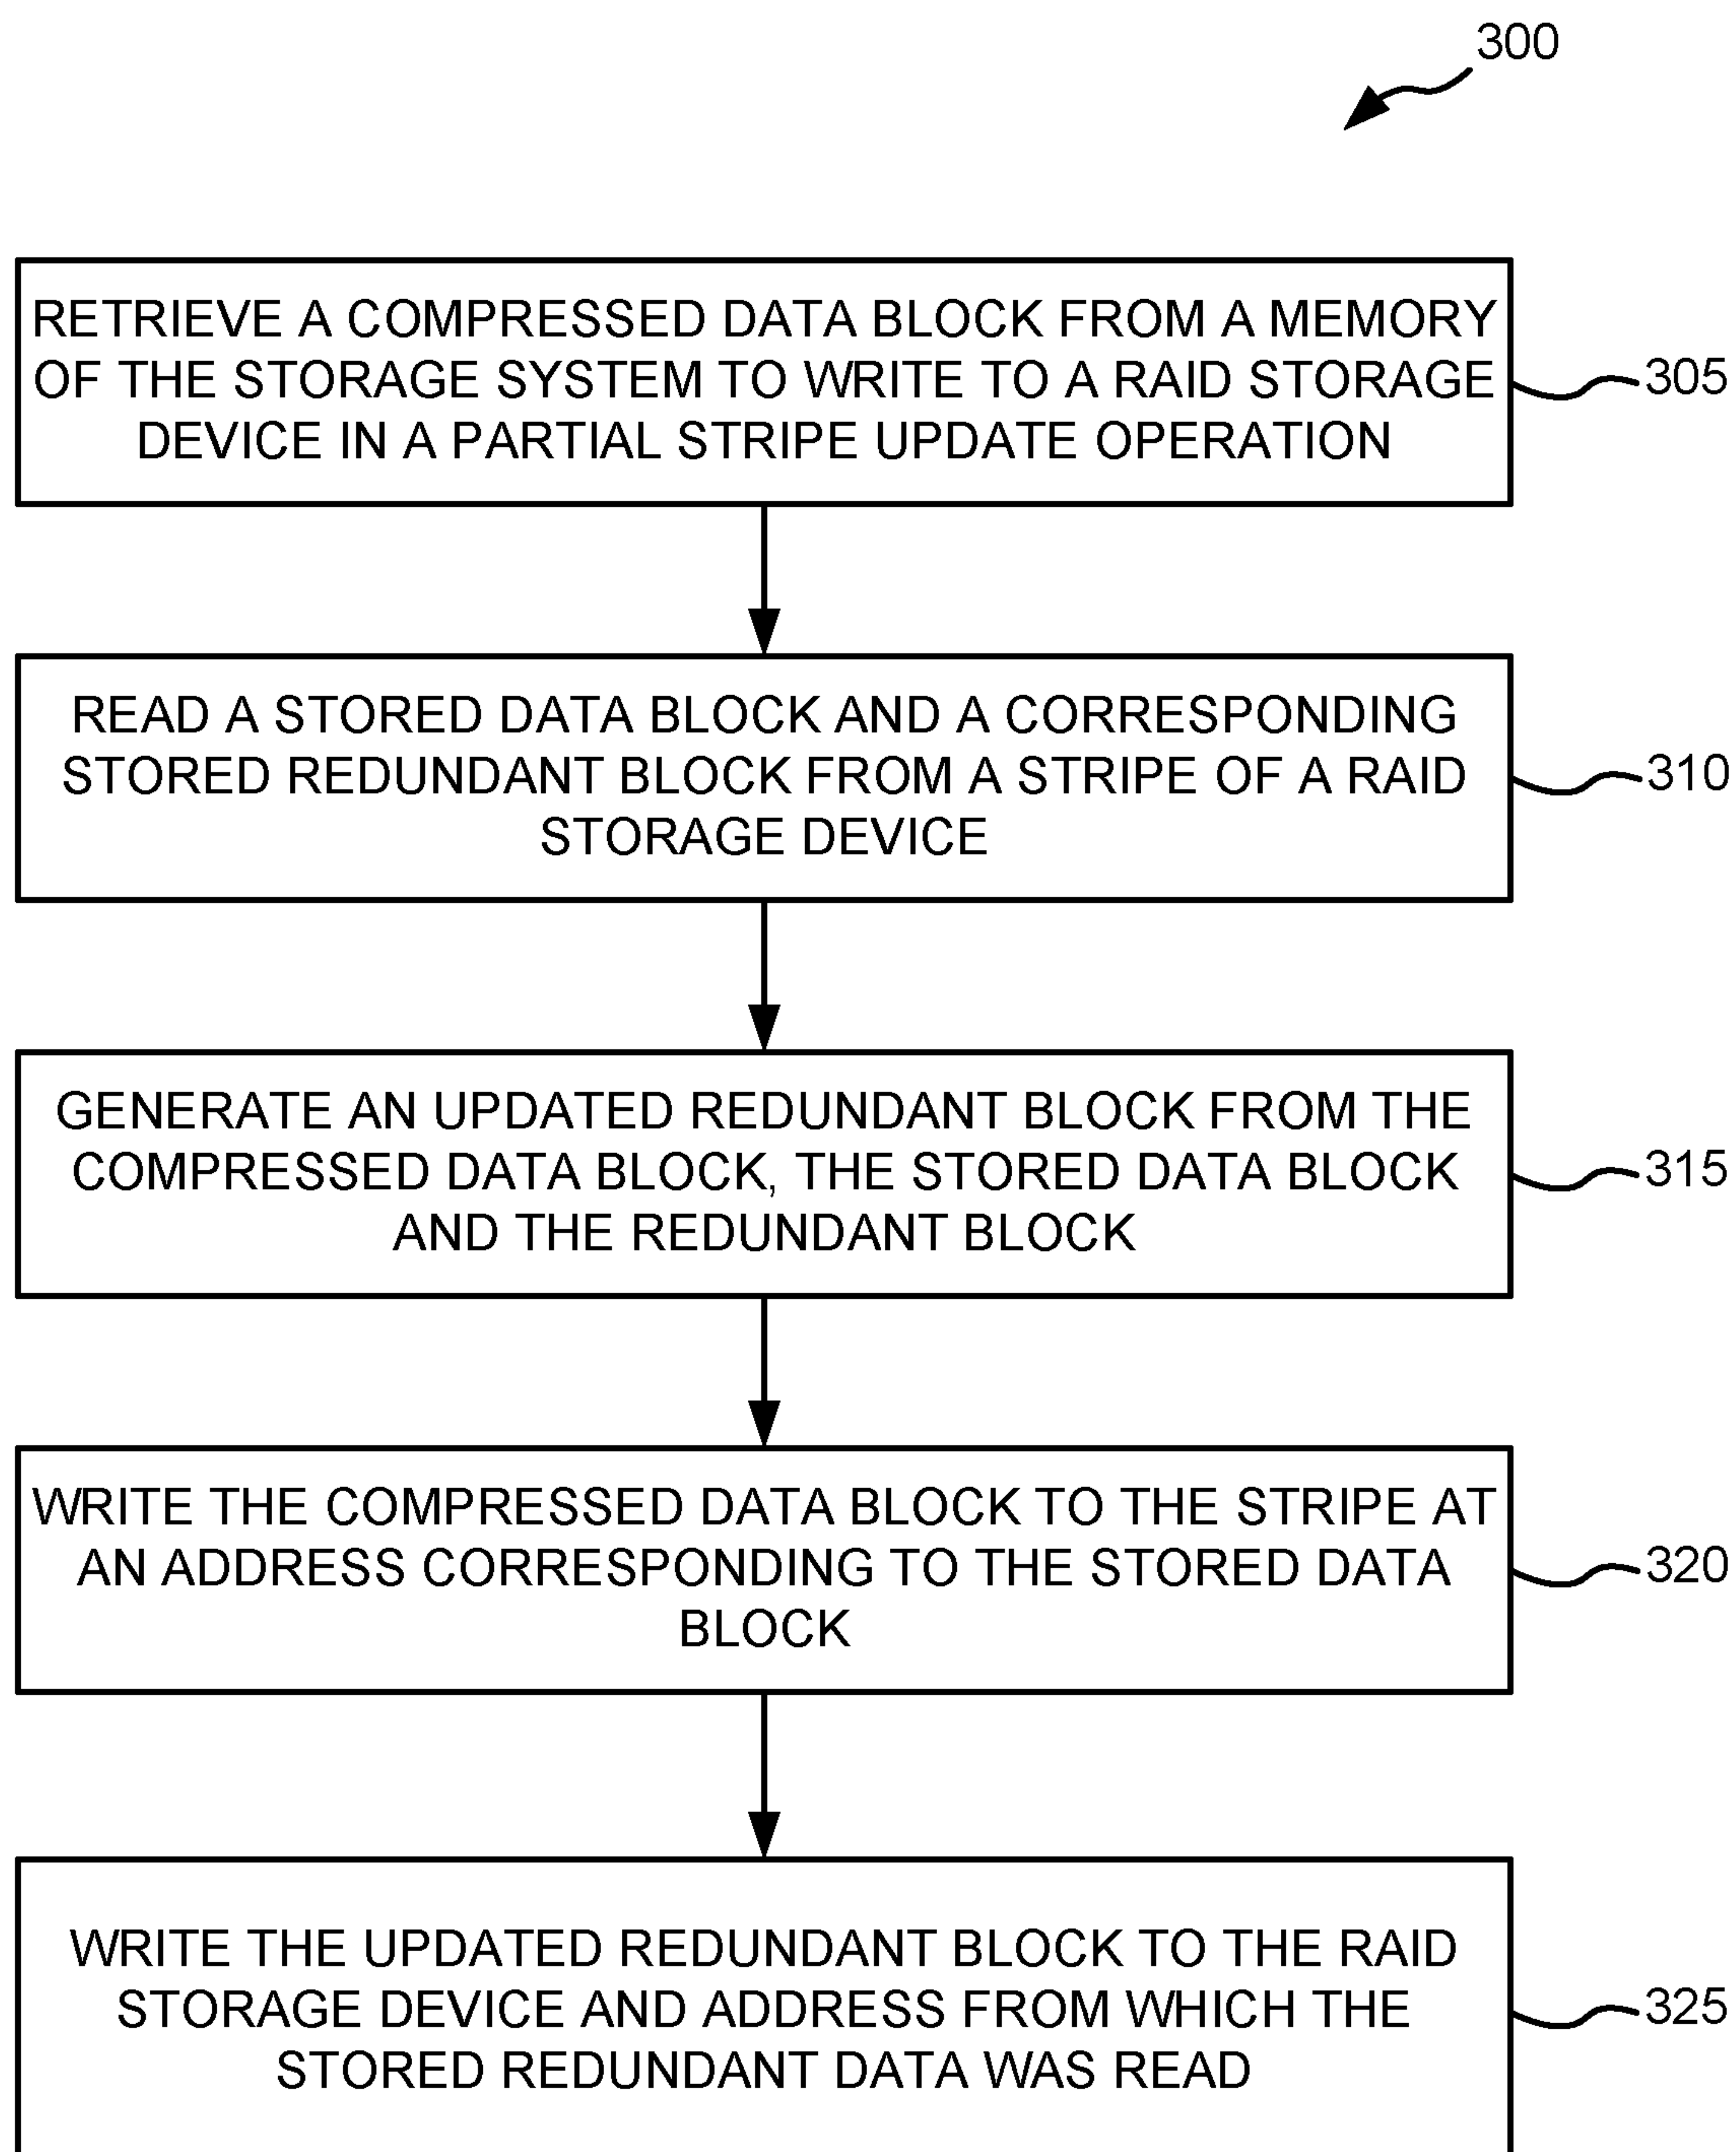 300
RETRIEVE A COMPRESSED DATA BLOCK FROM A MEMORY
OF THE STORAGE SYSTEM TO WRITE TO A RAID STORAGE
DEVICE IN A PARTIAL STRIPE UPDATE OPERATION
305
READ A STORED DATA BLOCK AND A CORRESPONDING
STORED REDUNDANT BLOCK FROM A STRIPE OF A RAID
STORAGE DEVICE
310
GENERATE AN UPDATED REDUNDANT BLOCK FROM THE
COMPRESSED DATA BLOCK, THE STORED DATA BLOCK
AND THE REDUNDANT BLOCK
315
WRITE THE COMPRESSED DATA BLOCK TO THE STRIPE AT
AN ADDRESS CORRESPONDING TO THE STORED DATA
BLOCK
320
WRITE THE UPDATED REDUNDANT BLOCK TO THE RAID
STORAGE DEVICE AND ADDRESS FROM WHICH THE
STORED REDUNDANT DATA WAS READ
325